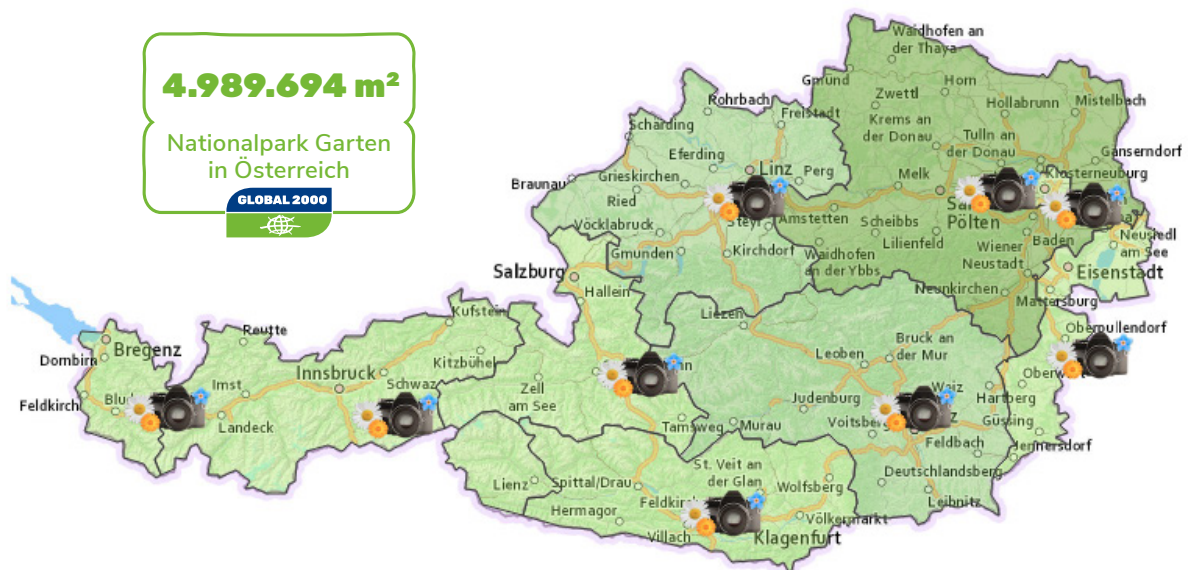 4.989.694 m²
Nationalpark Garten
in Österreich
GLOBAL 2000
Waidhofen an
der Thaya
Gmünd
Horn
Zwettl
Hollabrunn
Mistelbach
Rohrbach
Freistadt
Krems an
der Donau
Tulln an
der Donau
Schärding
Eferding
Linz
Perg
Gänserndorf
Klosterneuburg
Braunau
Grieskirchen
Melk
Ried
Steyr
Amstetten
Pölten
Scheibbs
Vöcklabruck
Lilienfeld
Baden
Neusiedl
am See
Gmunden
Kirchdorf
Waidhofen
an der Ybbs
Wiener
Neustadt
Eisenstadt
Salzburg
Hallein
Neunkirchen
Mattersburg
Kufstein
Liezen
Oberpullendorf
Reutte
Bregenz
Dornbirn
Kitzbühel
Bruck an
der Mur
Leoben
Innsbruck
Schwaz
Imst
Zell
am See
Weiz
Feldkirch
Landeck
Judenburg
Hartberg
Tamsweg
Murau
Güssing
Feldbach
Jennersdorf
St. Veit an
der Glan
Deutschlandsberg
Lienz
Spittal/Drau
Wolfsberg
Leibnitz
Hermagor
Völkermarkt
Villach
Klagenfurt